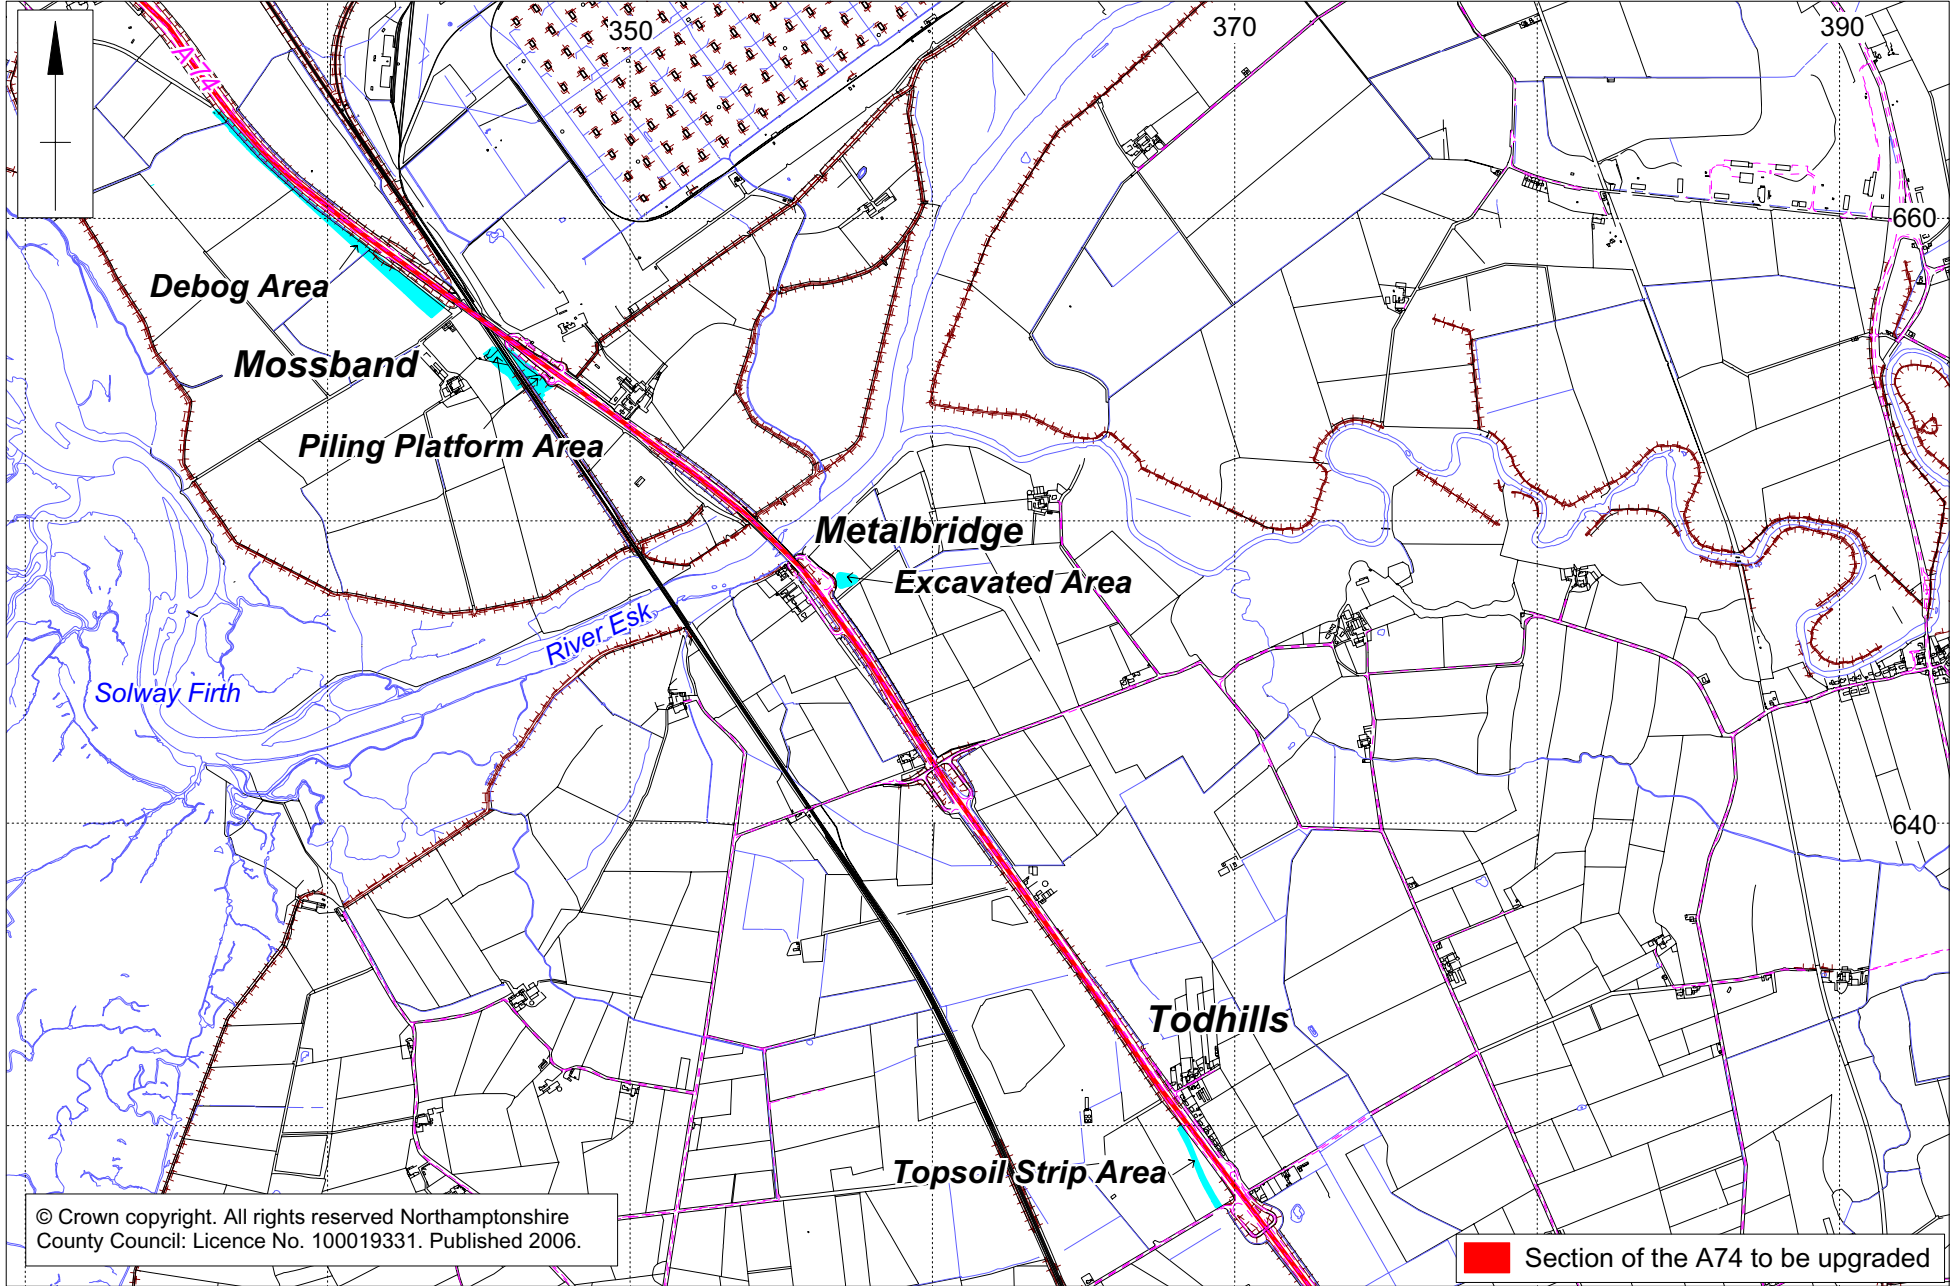 350
370
390
A 74
660
Debog Area
Mossband
Piling Platform Area
Metalbridge
Excavated Area
River Esk
Solway Firth
640
Todhills
Topsoil Strip Area
© Crown copyright. All rights reserved Northamptonshire
County Council: Licence No. 100019331. Published 2006.
Section of the A74 to be upgraded